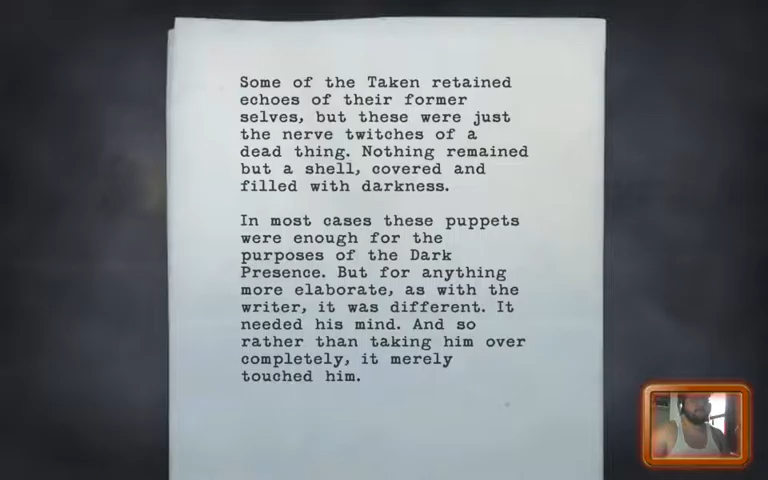 Some of the Taken retained
echoes of their former
selves, but these were just
the nerve twitches of a
dead thing. Nothing remained
but a shell, covered and
filled with darkness.
In most cases these puppets
were enough for the
purposes of the Dark
Presence. But for anything
more elaborate, as with the
writer, it was different. It
needed his mind. And so
rather than taking him over
completely, it merely
touched him.